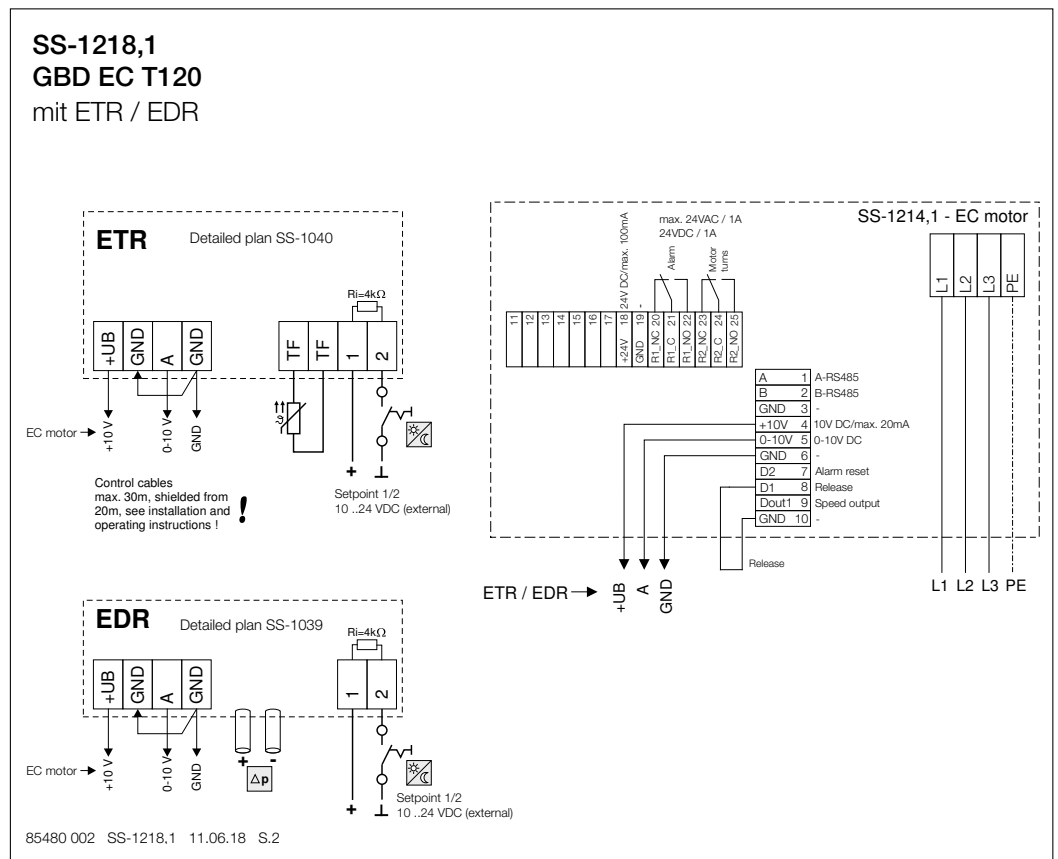 SS-1218,1
GBD EC T120
mit ETR / EDR
ETR
Detailed plan SS-1040
Ri=4kΩ
+UB
GND
A
GND
TF
TF
1
2
EC motor
+10 V
0-10 V
GND
ϑ
+
Control cables
max. 30m, shielded from
20m, see installation and
operating instructions !
!
Setpoint 1/2
10 ..24 VDC (external)
EDR
Detailed plan SS-1039
Ri=4kΩ
+UB
GND
A
GND
1
2
EC motor
+10 V
0-10 V
GND
+ -
Δp
+
Setpoint 1/2
10 ..24 VDC (external)
SS-1214,1 - EC motor
max. 24VAC / 1A
24VDC / 1A
24V DC/max. 100mA
-
Alarm
Motor
turns
11
12
13
14
15
16
17
+24V 18
GND 19
R1_NC 20
R1_C 21
R1_NO 22
R2_NC 23
R2_C 24
R2_NO 25
L1
L2
L3
PE
A 1 A-RS485
B 2 B-RS485
GND 3 -
+10V 4 10V DC/max. 20mA
0-10V 5 0-10V DC
GND 6 -
D2 7 Alarm reset
D1 8 Release
Dout1 9 Speed output
GND 10 -
Release
ETR / EDR
+UB
A
GND
L1 L2 L3 PE
85480 002 SS-1218,1 11.06.18 S.2